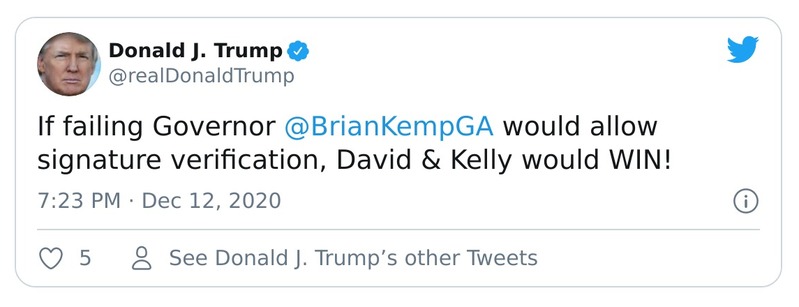 Donald J. Trump
@realDonaldTrump
If failing Governor @BrianKempGA would allow
signature verification, David & Kelly would WIN!
7:23 PM · Dec 12, 2020
5
See Donald J. Trump’s other Tweets